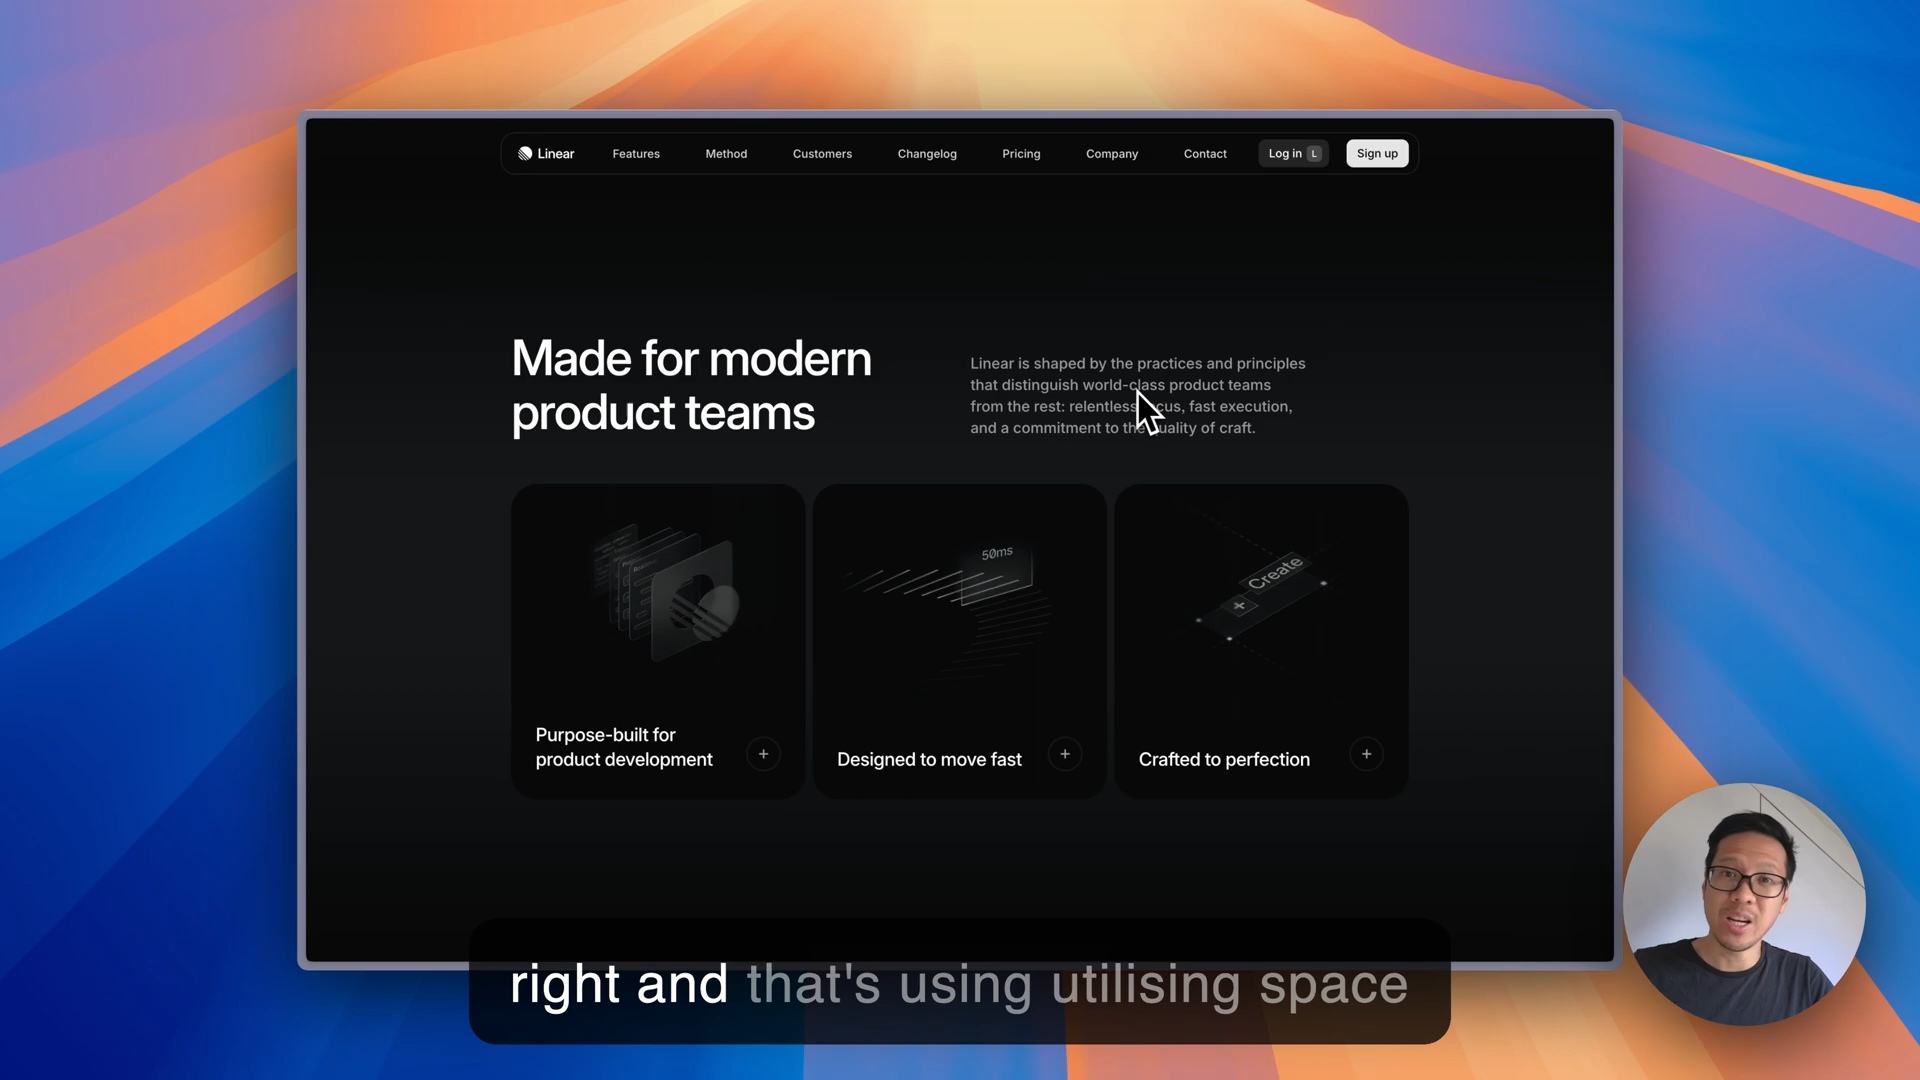 Linear Features Method Customers Changelog Pricing Company Contact Log in L Sign up
Made for modern
product teams
Linear is shaped by the practices and principles
that distinguish world-class product teams
from the rest: relentless cus, fast execution,
and a commitment to the uality of craft.
50ms
Create
Purpose-built for
product development
Designed to move fast
Crafted to perfection
right and that's using utilising space